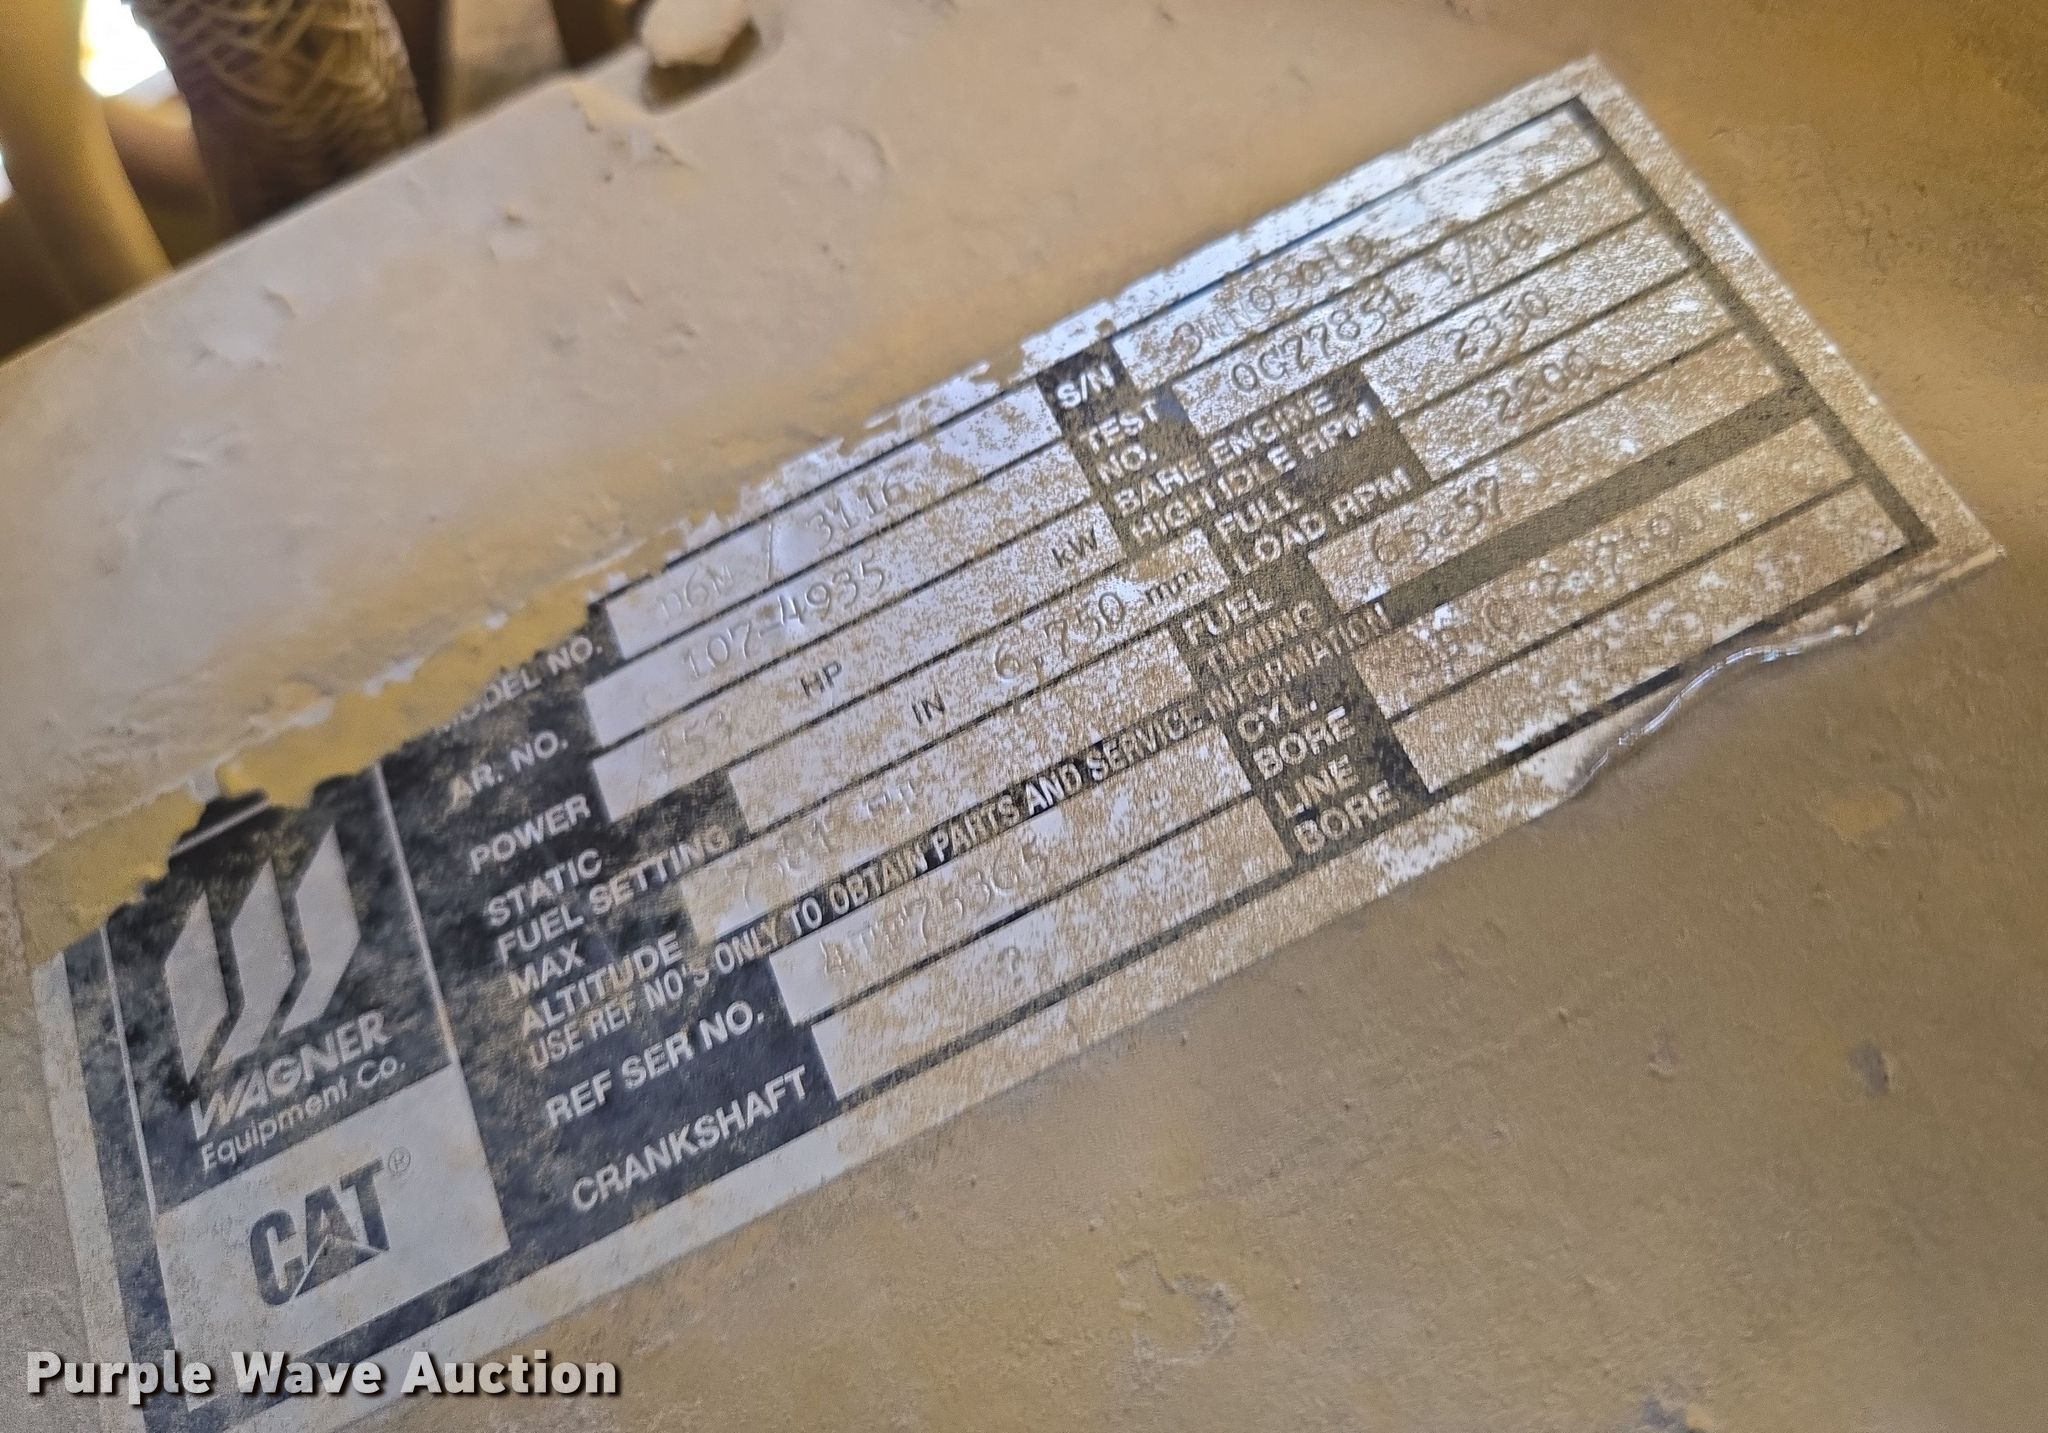 MODEL NO. D6M / 3116
S/N
AR. NO. 107-4935
TEST NO. 0G77851 1/1C
POWER 153 HP kW
BARE ENGINE HIGH IDLE RPM 2350
STATIC FUEL SETTING IN 6,750 mm
FULL LOAD RPM 2200
MAX ALTITUDE
FUEL TIMING
USE REF NO'S ONLY TO OBTAIN PARTS AND SERVICE INFORMATION
REF SER NO.
CYL. BORE
CRANKSHAFT
LINE BORE
WAGNER
Equipment Co.
CAT®
Purple Wave Auction